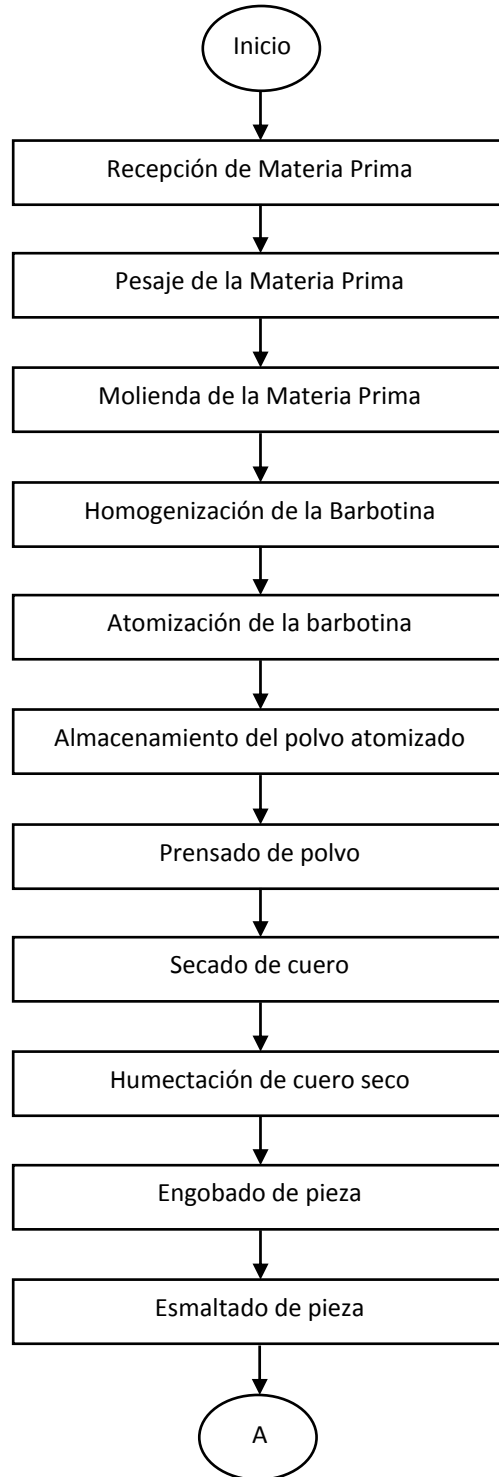 Inicio
Recepción de Materia Prima
Pesaje de la Materia Prima
Molienda de la Materia Prima
Homogenización de la Barbotina
Atomización de la barbotina
Almacenamiento del polvo atomizado
Prensado de polvo
Secado de cuero
Humectación de cuero seco
Engobado de pieza
Esmaltado de pieza
A